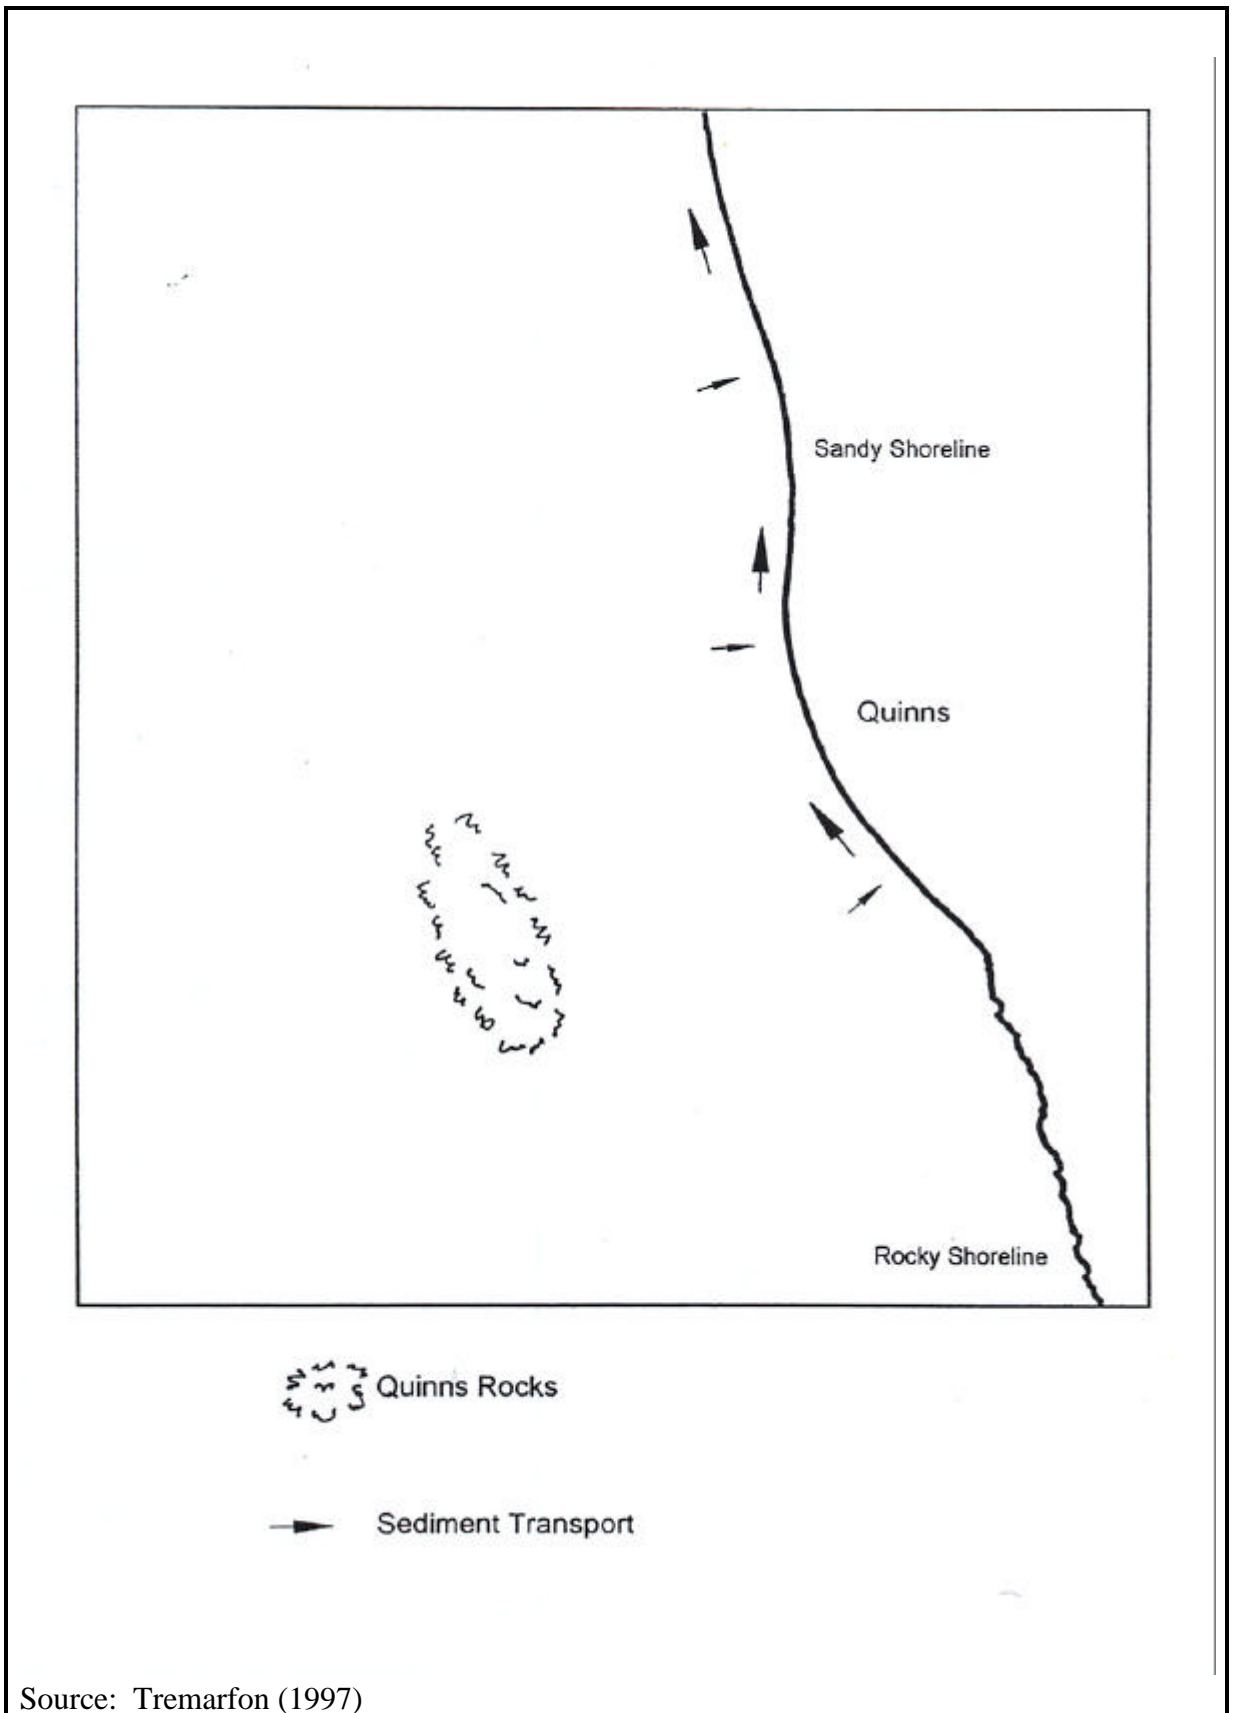 Sandy Shoreline
Quinns
Rocky Shoreline
Quinns Rocks
Sediment Transport
Source: Tremarfon (1997)